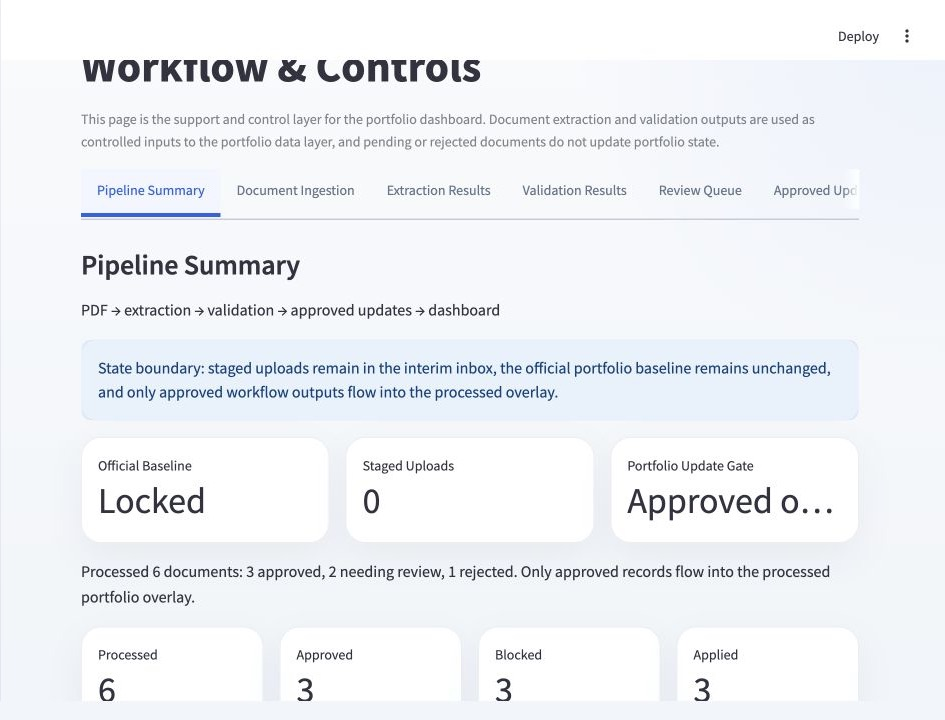 Deploy
Workflow & Controls
This page is the support and control layer for the portfolio dashboard. Document extraction and validation outputs are used as
controlled inputs to the portfolio data layer, and pending or rejected documents do not update portfolio state.
Pipeline Summary Document Ingestion Extraction Results Validation Results Review Queue Approved Upd
Pipeline Summary
PDF → extraction → validation → approved updates → dashboard
State boundary: staged uploads remain in the interim inbox, the official portfolio baseline remains unchanged,
and only approved workflow outputs flow into the processed overlay.
Official Baseline Staged Uploads Portfolio Update Gate
Locked 0 Approved o...
Processed 6 documents: 3 approved, 2 needing review, 1 rejected. Only approved records flow into the processed
portfolio overlay.
Processed Approved Blocked Applied
6 3 3 3